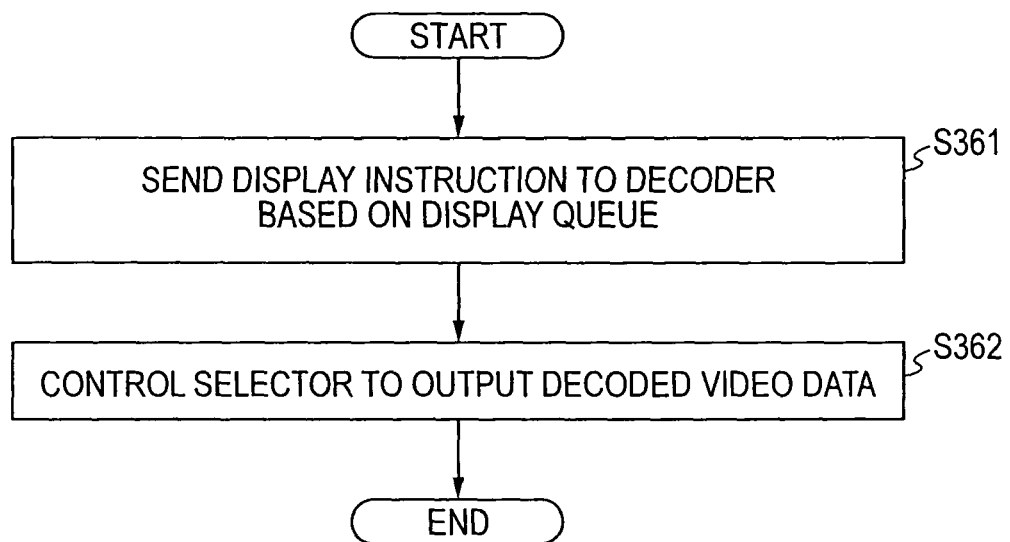 START
SEND DISPLAY INSTRUCTION TO DECODER
BASED ON DISPLAY QUEUE
S361
CONTROL SELECTOR TO OUTPUT DECODED VIDEO DATA
S362
END